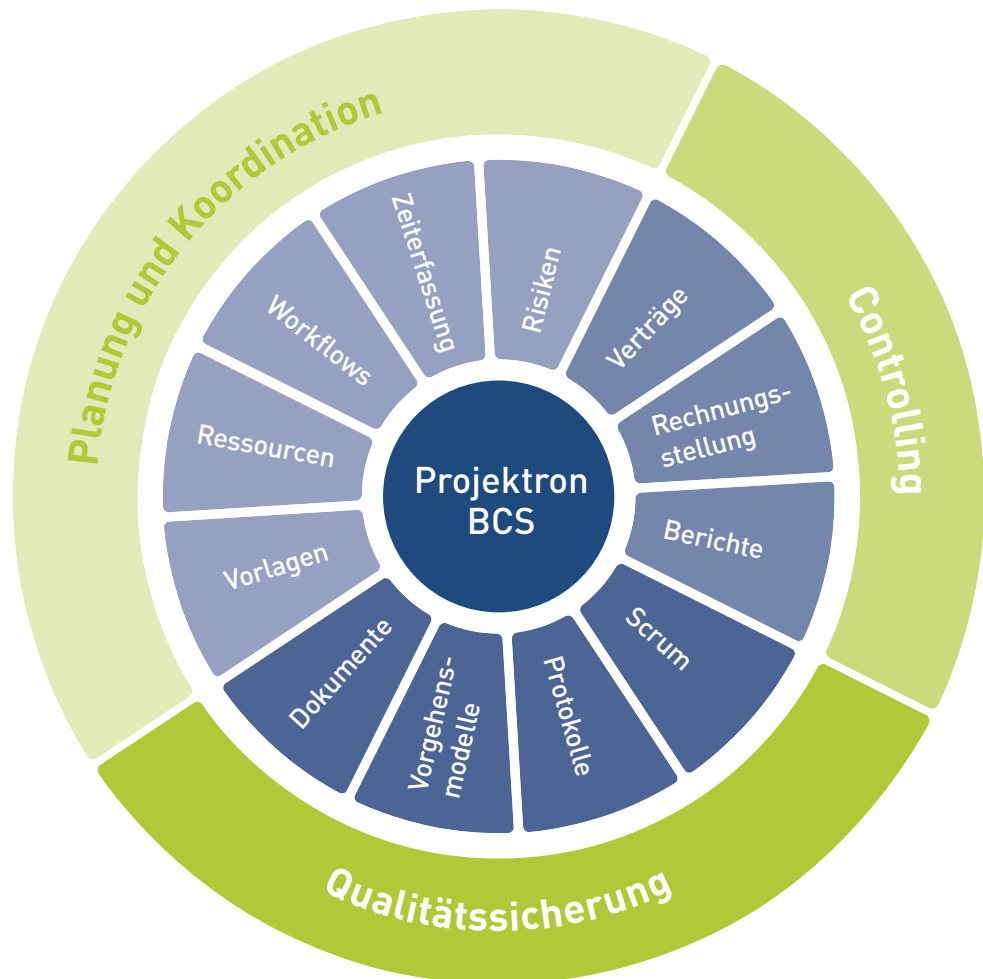 Planung und Koordination
Controlling
Qualitätssicherung
Zeiterfassung
Risiken
Verträge
Rechnungs-
stellung
Berichte
Scrum
Protokolle
Vorgehens-
modelle
Dokumente
Vorlagen
Ressourcen
Workflows
Projektron
BCS